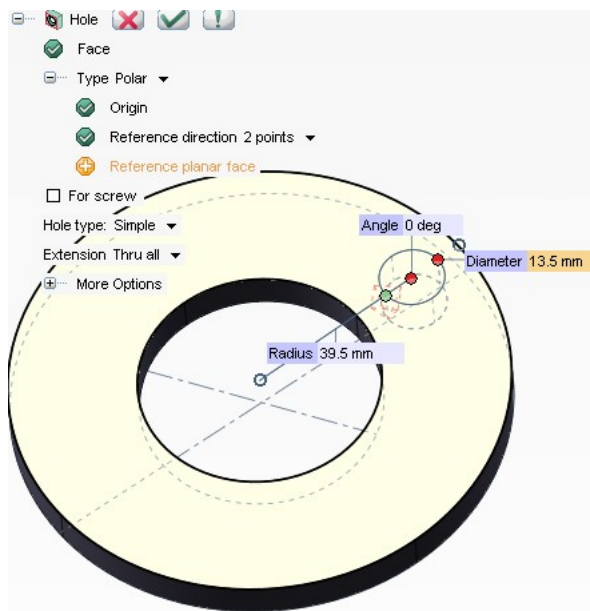 Hole
Face
Type Polar
Origin
Reference direction 2 points
Reference planar face
For screw
Hole type: Simple
Angle 0 deg
Extension Thru all
Diameter 13.5 mm
More Options
Radius 39.5 mm